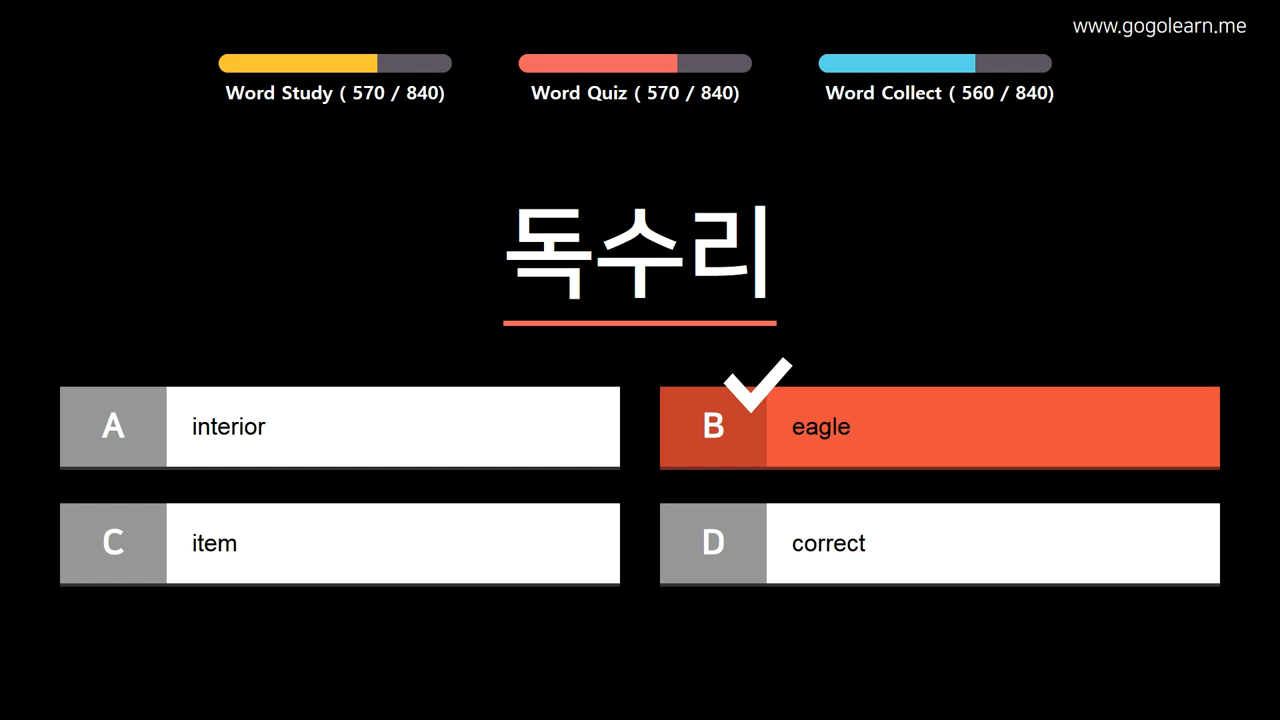 www.gogolearn.me
Word Study ( 570 / 840)
Word Quiz ( 570 / 840)
Word Collect ( 560 / 840)
독수리
A interior
B eagle
C item
D correct